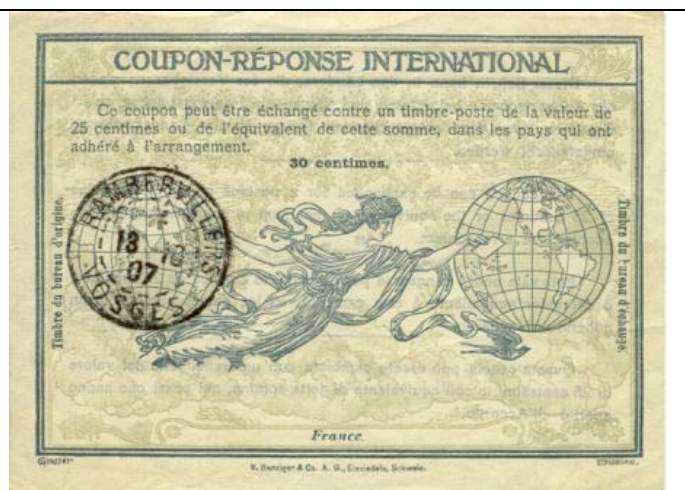 COUPON-RÉPONSE INTERNATIONAL
Ce coupon peut être échangé contre un timbre-poste de la valeur de
25 centimes ou de l'équivalent de cette somme, dans les pays qui ont
adhéré à l'arrangement.
30 centimes.
Timbre du bureau d'origine.
RAMBERVILLERS
18 10
07
VOSGES
Timbre du bureau d'échange.
France.
V. Benziger & Co. A. G., Einsiedeln, Schweiz.